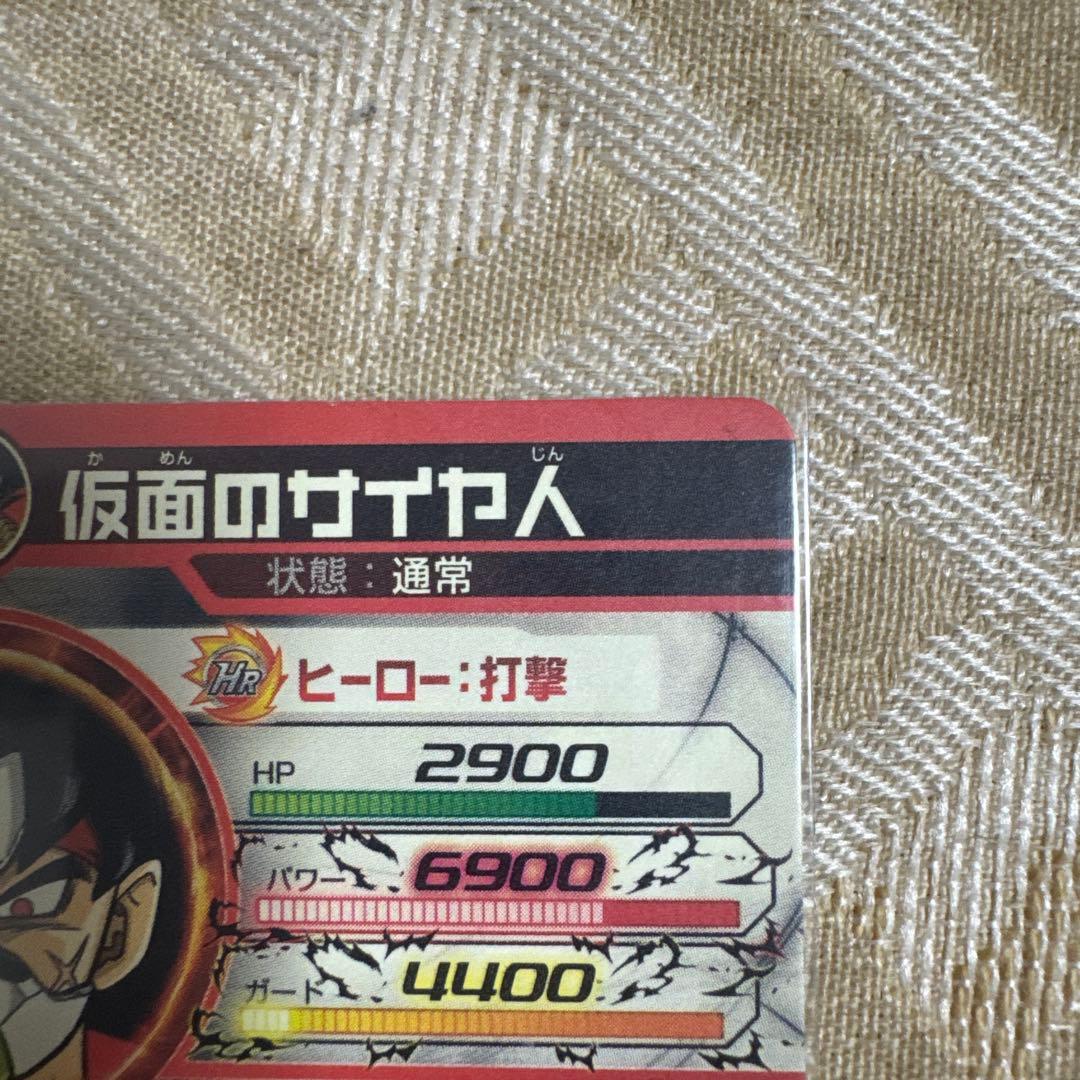 か めん じん
仮面のサイヤ人
状態：通常
HR ヒーロー：打撃
HP 2900
パワー 6900
ガード 4400